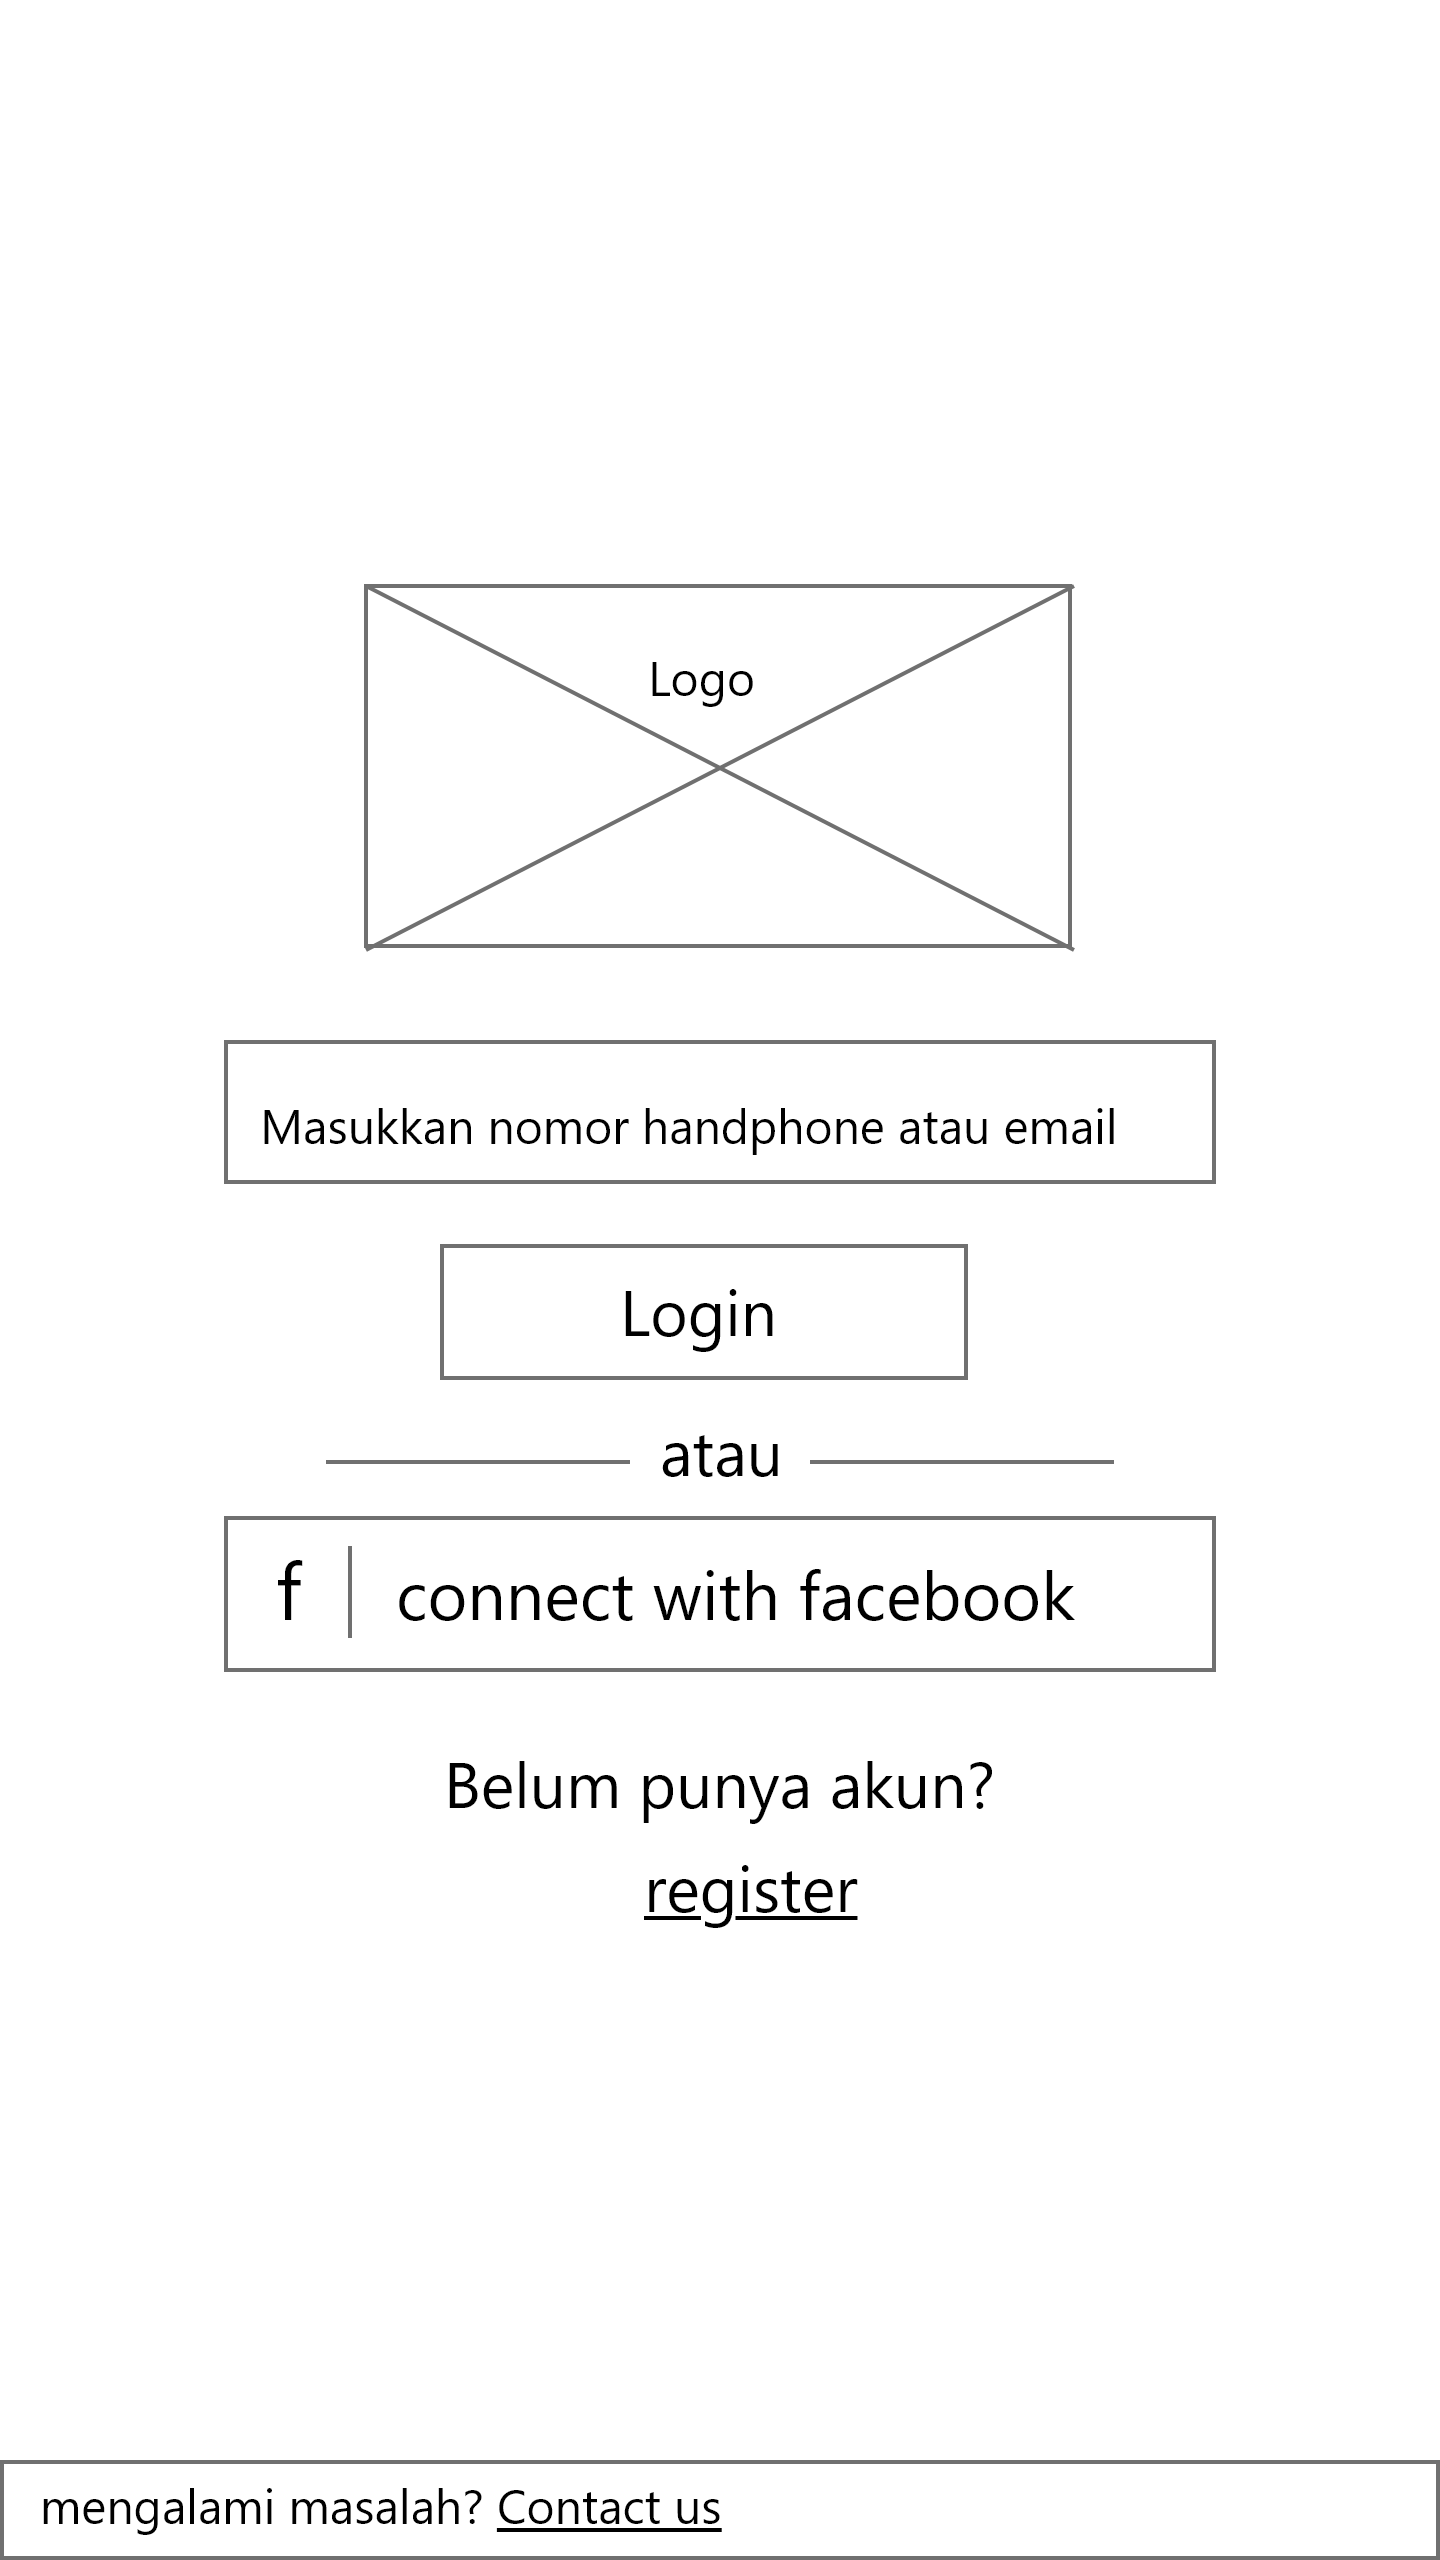 Logo
Masukkan nomor handphone atau email
Login
atau
f connect with facebook
Belum punya akun?
register
mengalami masalah? Contact us